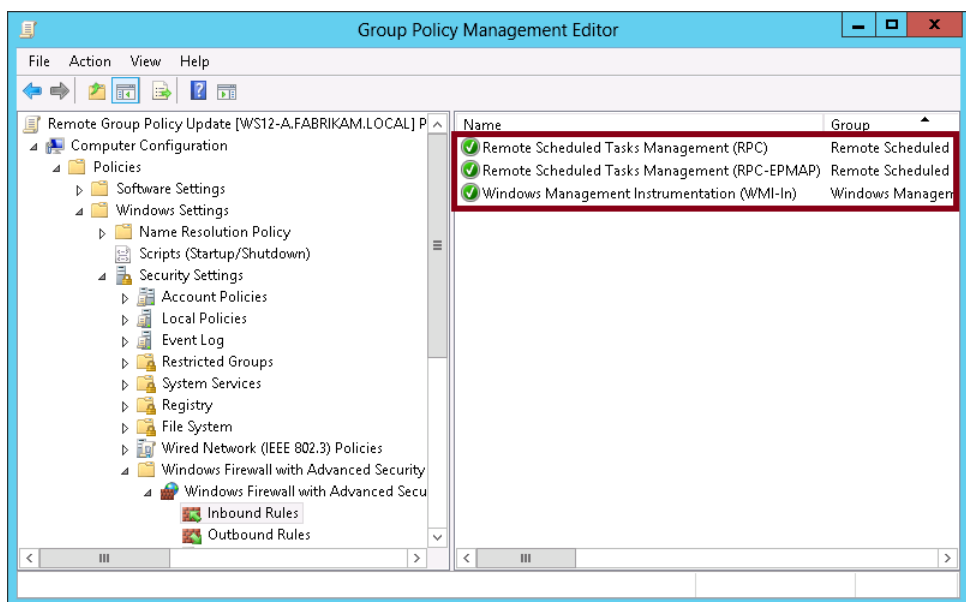 Group Policy Management Editor
File Action View Help
Remote Group Policy Update [WS12-A.FABRIKAM.LOCAL] P
Computer Configuration
Policies
Software Settings
Windows Settings
Name Resolution Policy
Scripts (Startup/Shutdown)
Security Settings
Account Policies
Local Policies
Event Log
Restricted Groups
System Services
Registry
File System
Wired Network (IEEE 802.3) Policies
Windows Firewall with Advanced Security
Windows Firewall with Advanced Secu
Inbound Rules
Outbound Rules
Name Group
Remote Scheduled Tasks Management (RPC) Remote Scheduled
Remote Scheduled Tasks Management (RPC-EPMAP) Remote Scheduled
Windows Management Instrumentation (WMI-In) Windows Managem